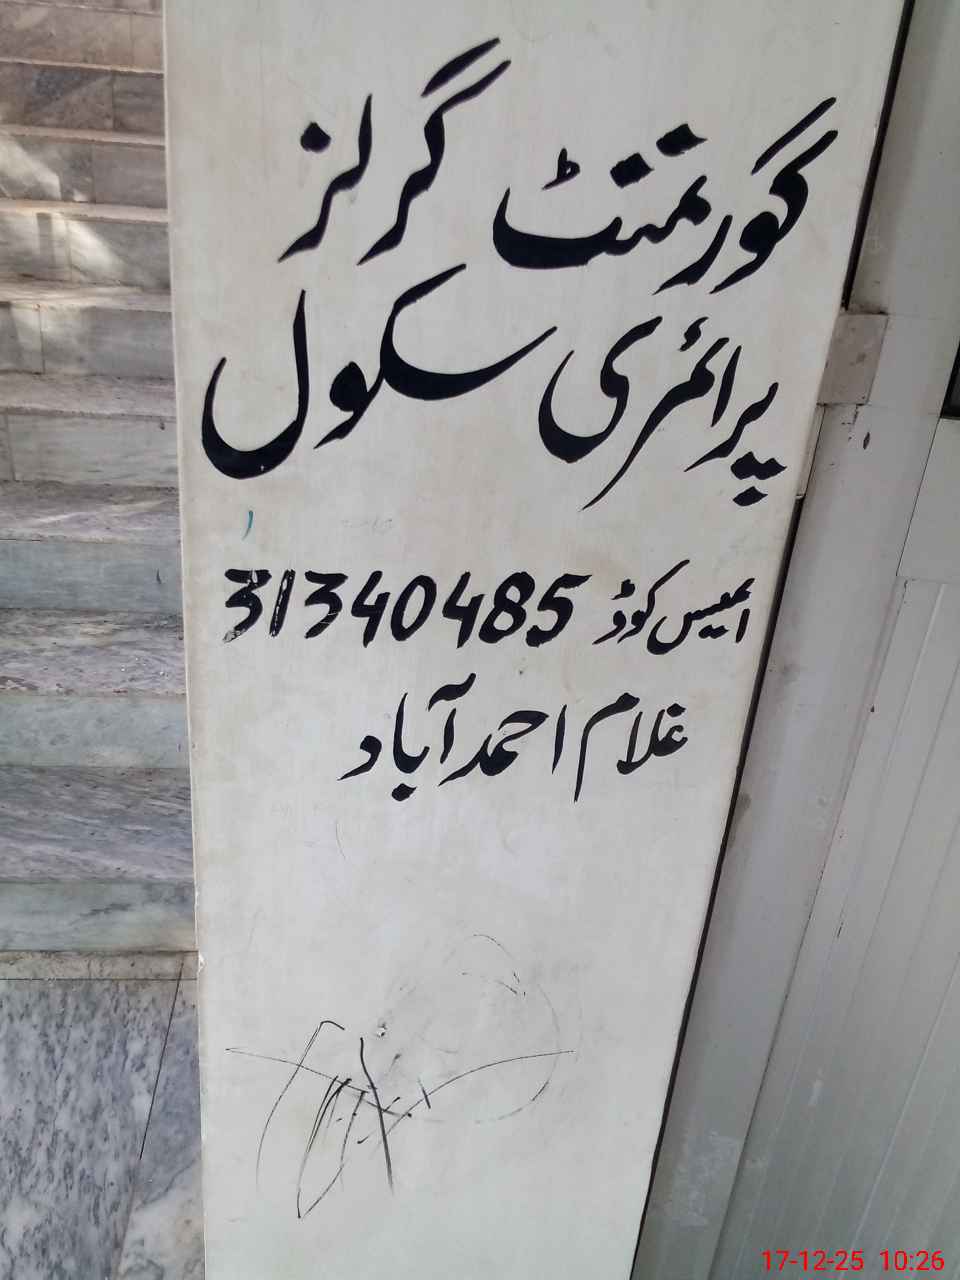 گورنمنٹ گرلز
پرائمری سکول
ایمیس کوڈ 31340485
غلام احمد آباد
17-12-25 10:26